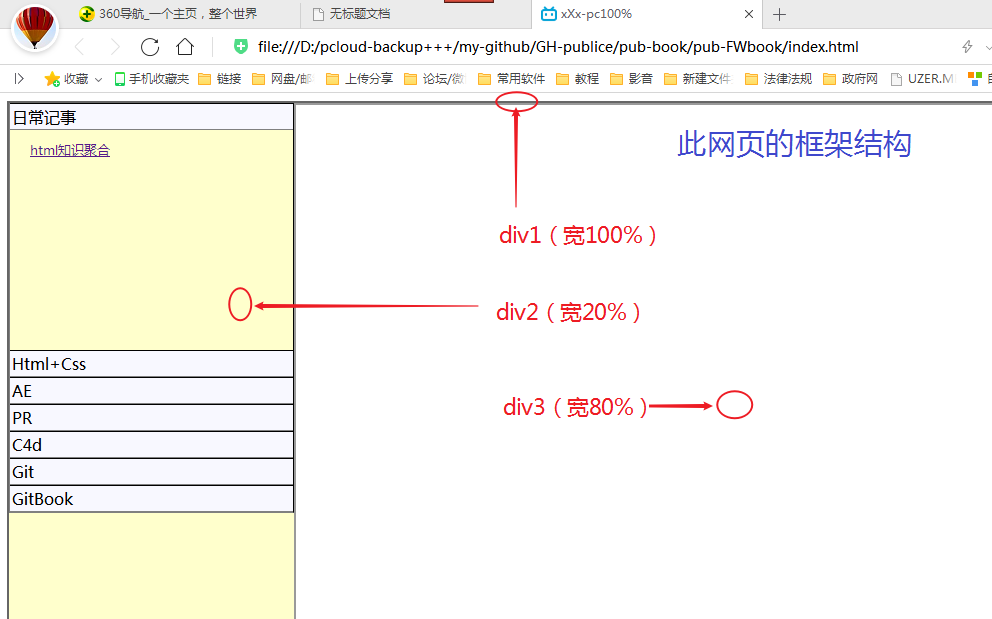 360导航_一个主页，整个世界
无标题文档
xXx-pc100%
file:///D:/pcloud-backup+++/my-github/GH-publice/pub-book/pub-FWbook/index.html
收藏 手机收藏夹 链接 网盘/邮 上传分享 论坛/微 常用软件 教程 影音 新建文件 法律法规 政府网 UZER.M
日常记事
html知识聚合
此网页的框架结构
div1（宽100%）
div2（宽20%）
div3（宽80%）
Html+Css
AE
PR
C4d
Git
GitBook